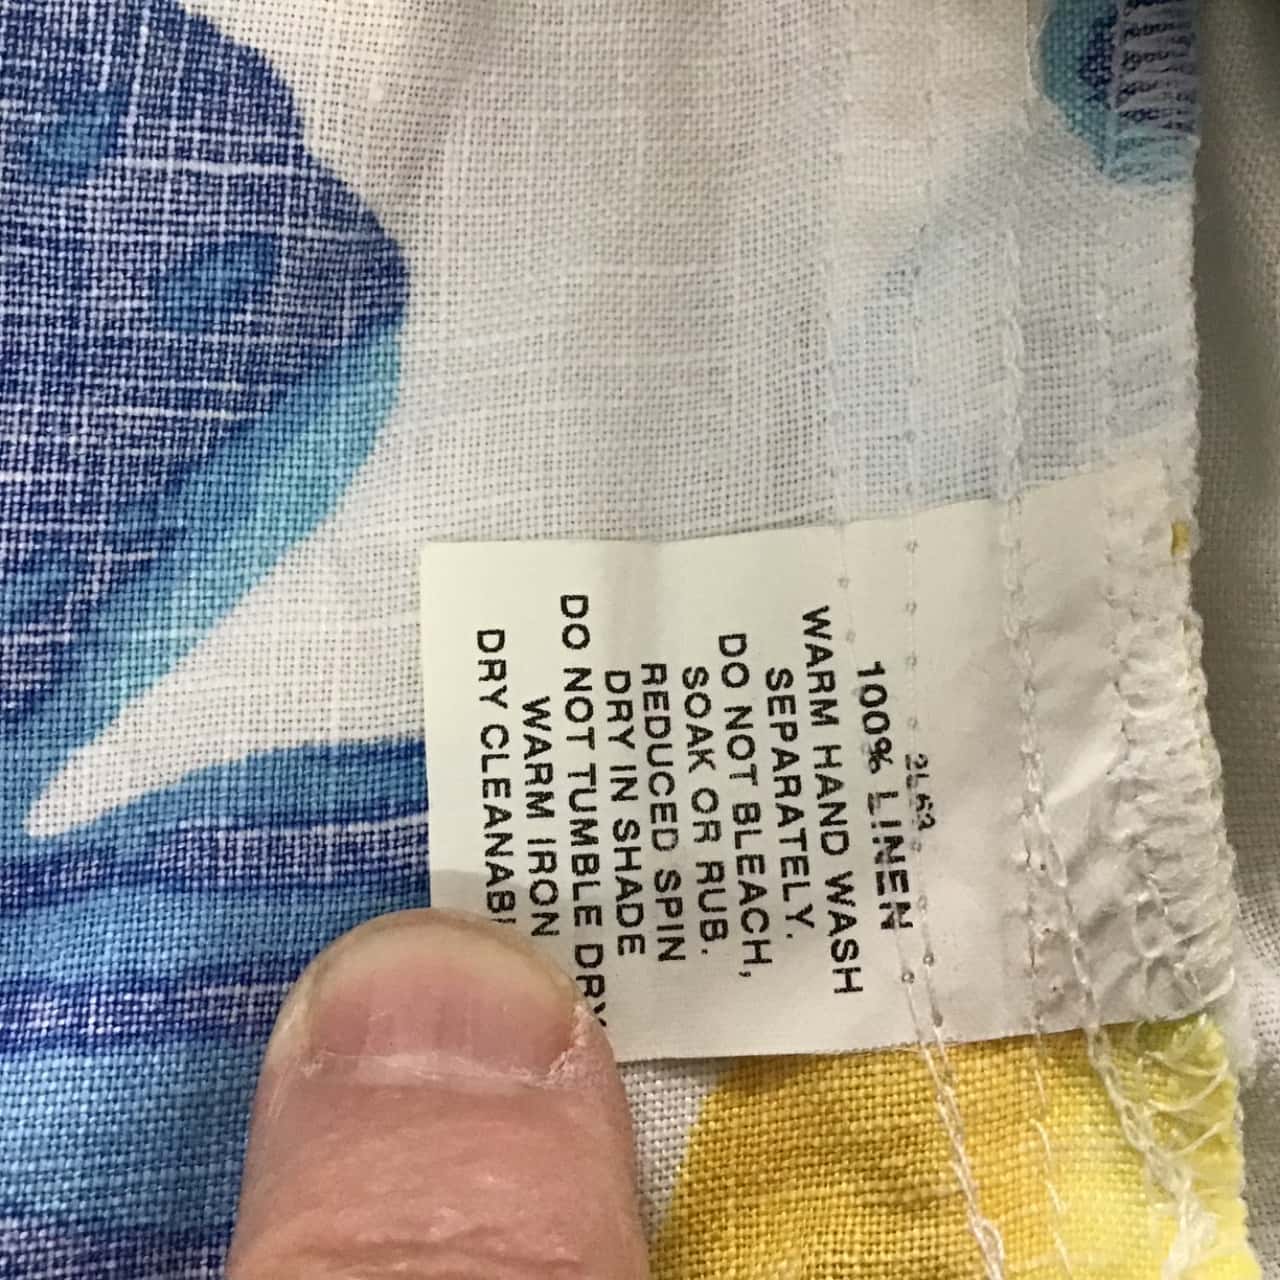 100% LINEN
WARM HAND WASH
SEPARATELY.
DO NOT BLEACH,
SOAK OR RUB.
REDUCED SPIN
DRY IN SHADE
DO NOT TUMBLE DRY
WARM IRON
DRY